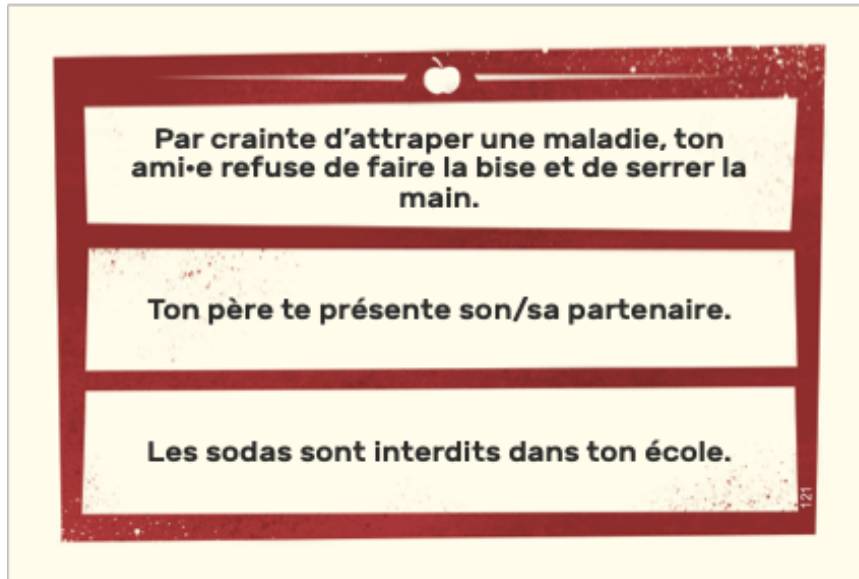 Par crainte d'attraper une maladie, ton
ami•e refuse de faire la bise et de serrer la
main.
Ton père te présente son/sa partenaire.
Les sodas sont interdits dans ton école.
121